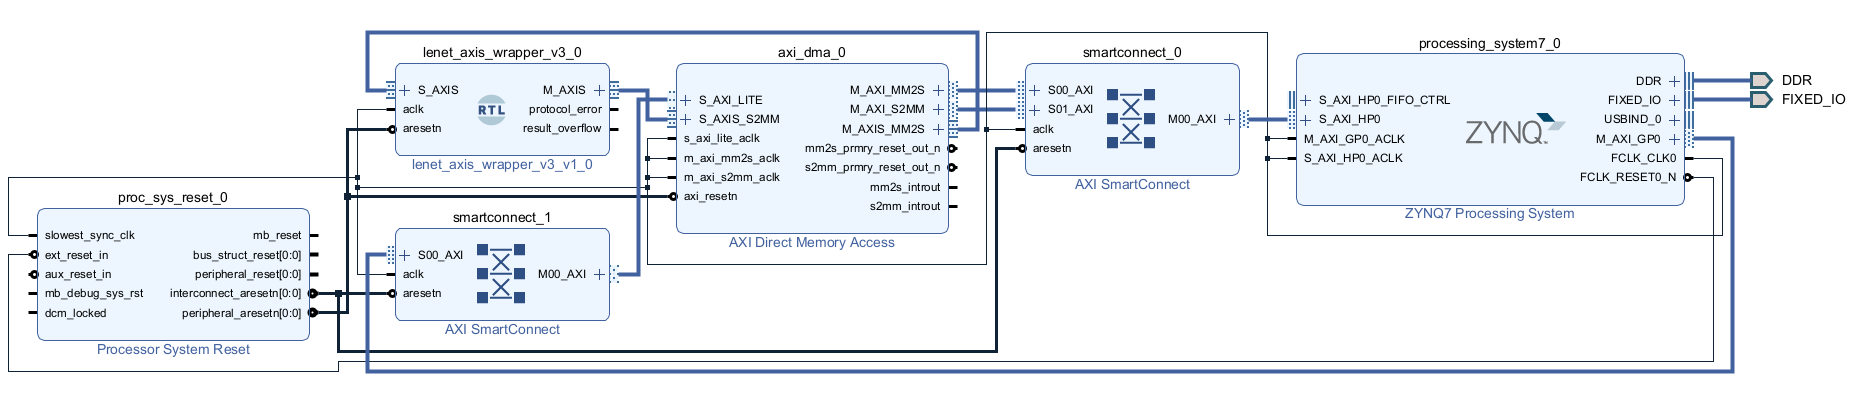 lenet_axis_wrapper_v3_0
S_AXIS
aclk
aresetn
M_AXIS
protocol_error
result_overflow
RTL
lenet_axis_wrapper_v3_v1_0
axi_dma_0
S_AXI_LITE
S_AXIS_S2MM
s_axi_lite_aclk
m_axi_mm2s_aclk
m_axi_s2mm_aclk
axi_resetn
M_AXI_MM2S
M_AXI_S2MM
M_AXIS_MM2S
mm2s_prmry_reset_out_n
s2mm_prmry_reset_out_n
mm2s_introut
s2mm_introut
AXI Direct Memory Access
smartconnect_0
S00_AXI
S01_AXI
aclk
aresetn
M00_AXI
AXI SmartConnect
processing_system7_0
S_AXI_HP0_FIFO_CTRL
S_AXI_HP0
M_AXI_GP0_ACLK
S_AXI_HP0_ACLK
ZYNQ
DDR
FIXED_IO
USBIND_0
M_AXI_GP0
FCLK_CLK0
FCLK_RESET0_N
ZYNQ7 Processing System
DDR
FIXED_IO
proc_sys_reset_0
slowest_sync_clk
ext_reset_in
aux_reset_in
mb_debug_sys_rst
dcm_locked
mb_reset
bus_struct_reset[0:0]
peripheral_reset[0:0]
interconnect_aresetn[0:0]
peripheral_aresetn[0:0]
Processor System Reset
smartconnect_1
S00_AXI
aclk
aresetn
M00_AXI
AXI SmartConnect